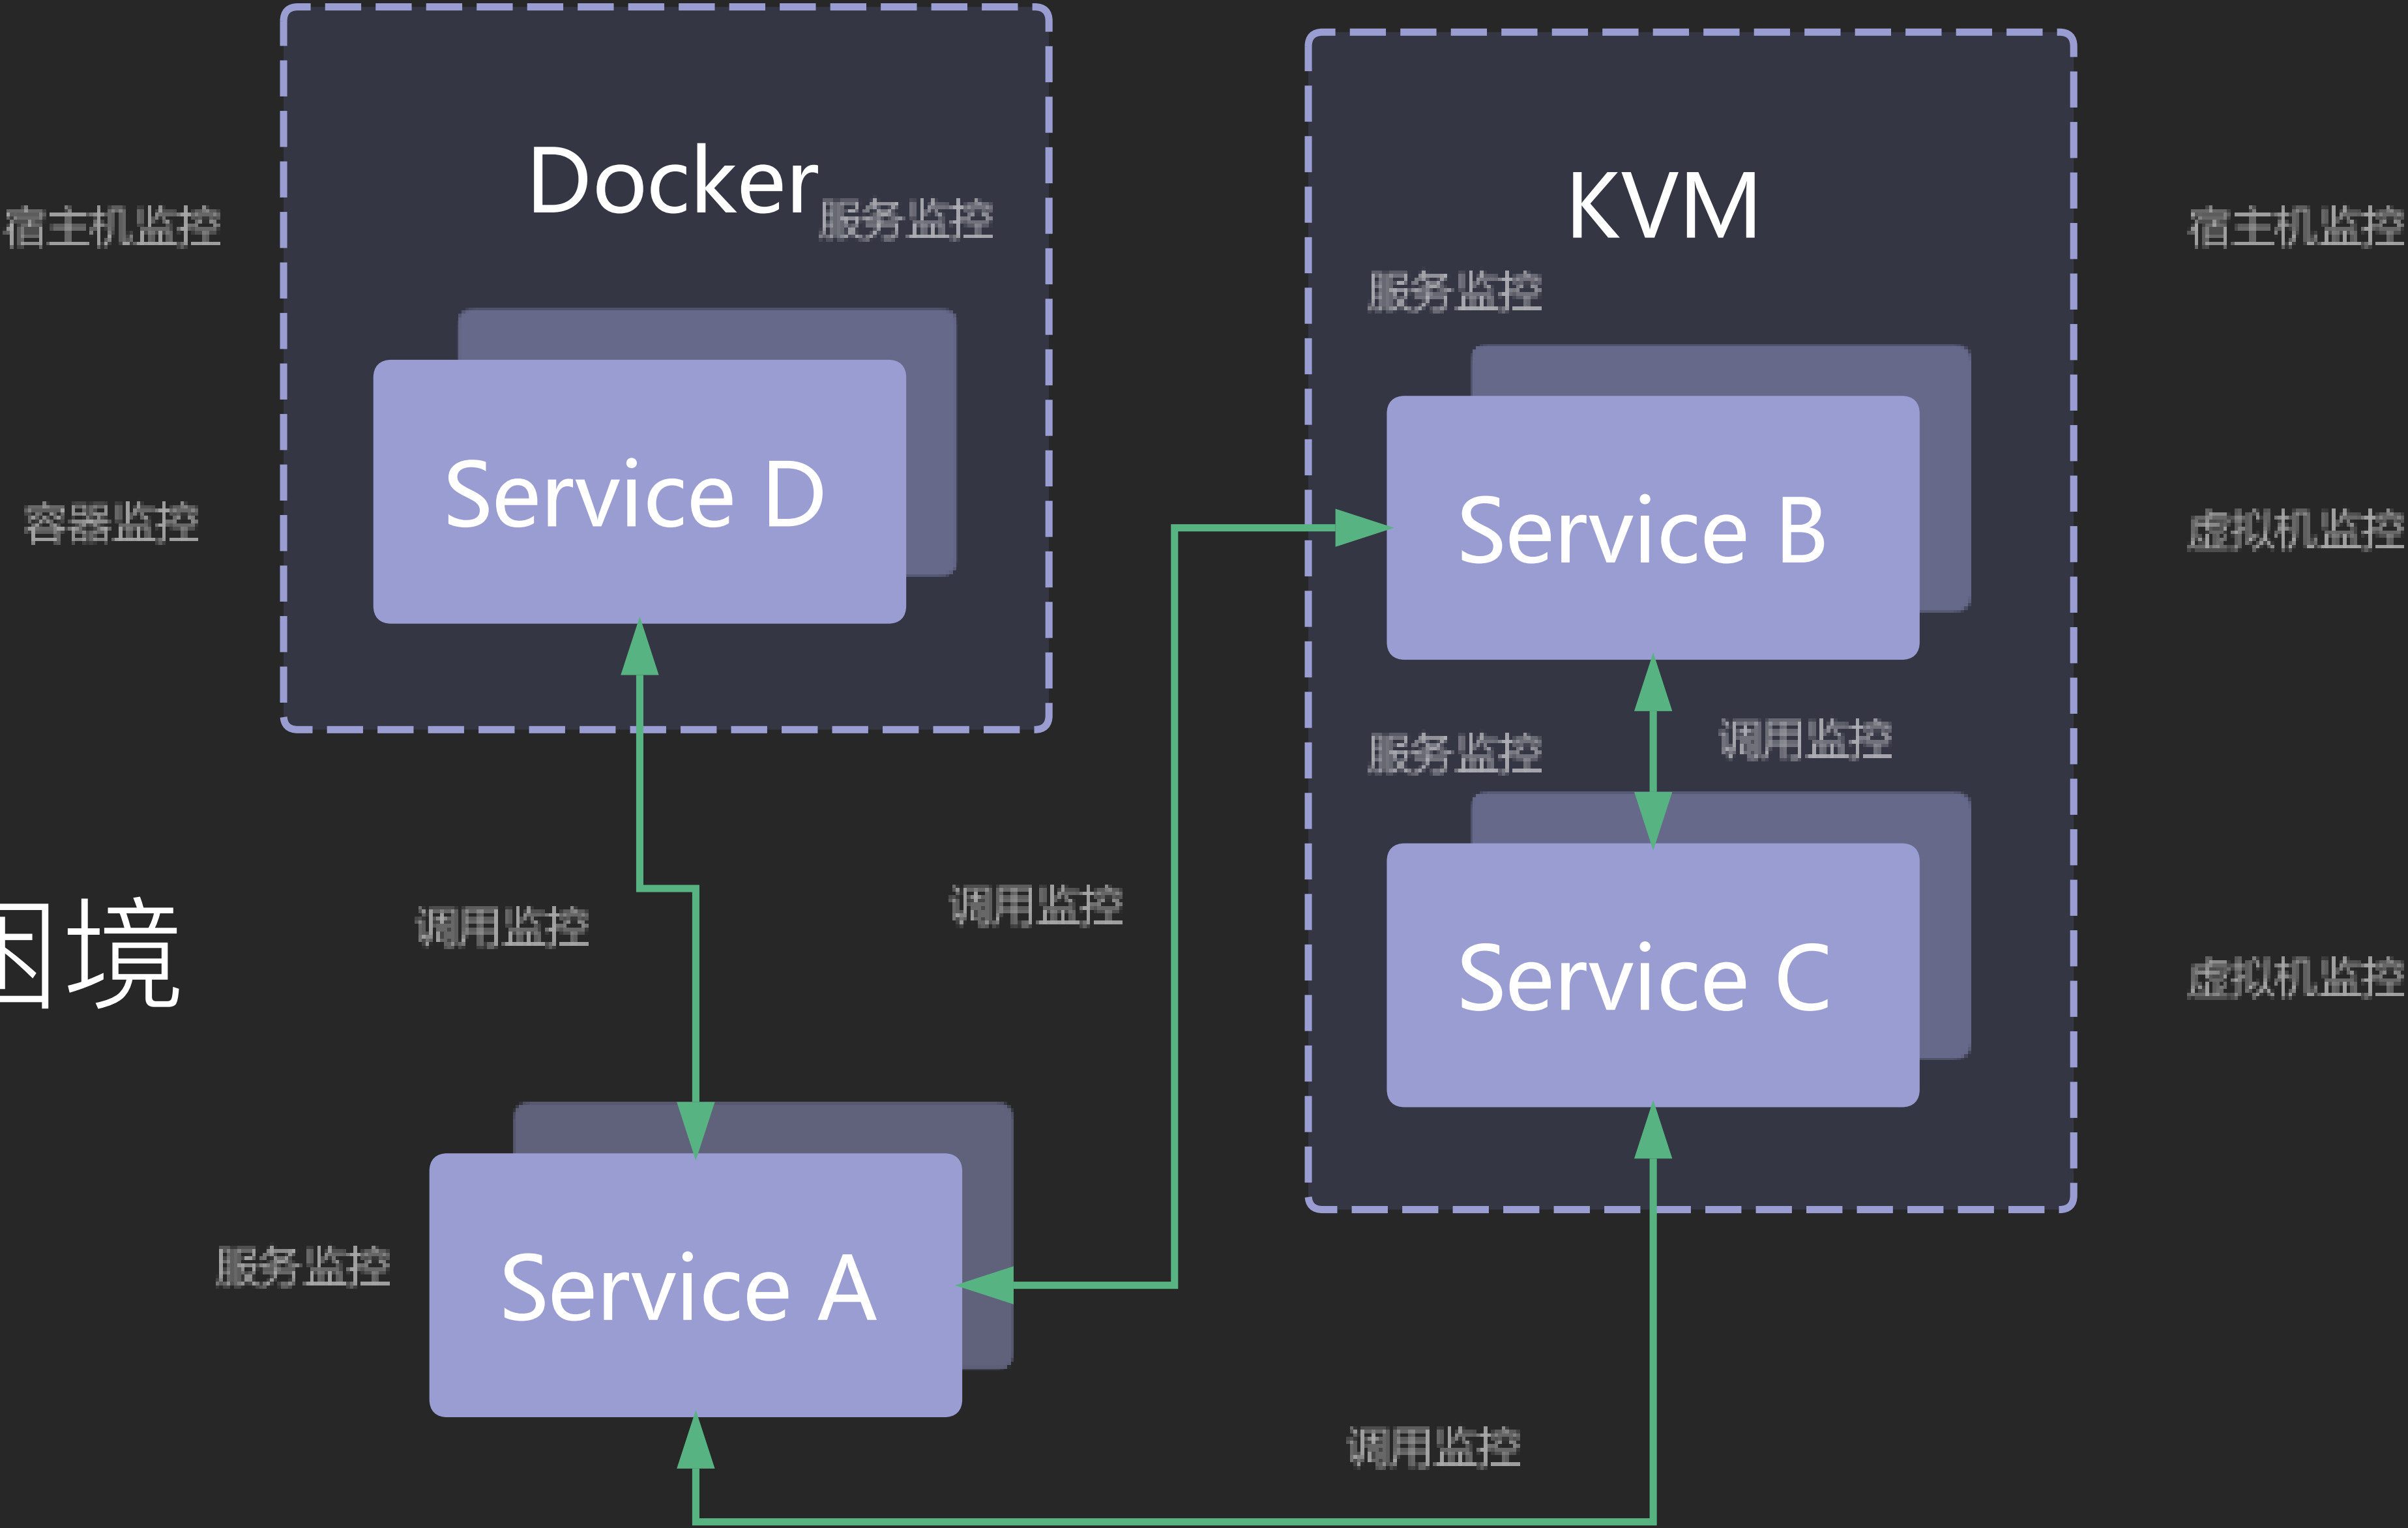 Docker
KVM
宿主机监控
服务监控
宿主机监控
服务监控
Service D
Service B
容器监控
虚拟机监控
服务监控
调用监控
调用监控
调用监控
困境
Service C
虚拟机监控
服务监控
Service A
调用监控